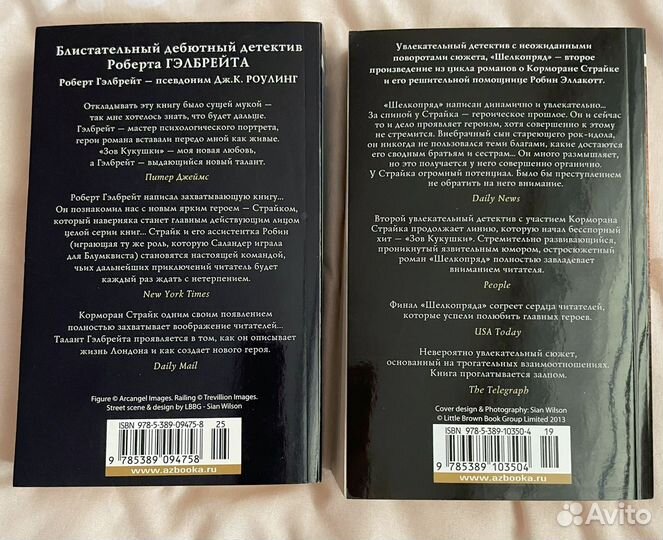 Блистательный дебютный детектив
Роберта ГЭЛБРЕЙТА
Роберт Гэлбрейт — псевдоним Дж.К. РОУЛИНГ
Откладывать эту книгу было сущей мукой —
так мне хотелось знать, что будет дальше.
Гэлбрейт — мастер психологического портрета,
герои романа вставали передо мной как живые.
«Зов Кукушки» — моя новая любовь,
а Гэлбрейт — выдающийся новый талант.
Питер Джеймс
Роберт Гэлбрейт написал захватывающую книгу...
Он познакомил нас с новым ярким героем — Страйком,
который наверняка станет главным действующим лицом
целой серии книг... Страйк и его ассистентка Робин
(играющая ту же роль, которую Саландер играла
для Блумквиста) становятся настоящей командой,
чьих дальнейших приключений читатель будет
каждый раз ждать с нетерпением.
New York Times
Корморан Страйк одним своим появлением
полностью захватывает воображение читателей...
Талант Гэлбрейта проявляется в том, как он описывает
жизнь Лондона и как создает нового героя.
Daily Mail
Figure © Arcangel Images. Railing © Trevillion Images.
Street scene & design by LBBG - Sian Wilson
ISBN 978-5-389-09475-8
25
9 785389 094758
www.azbooka.ru
Увлекательный детектив с неожиданными
поворотами сюжета, «Шелкопряд» — второе
произведение из цикла романов о Корморане Страйке
и его решительной помощнице Робин Эллакотт.
«Шелкопряд» написан динамично и увлекательно...
За спиной у Страйка — героическое прошлое. Он и сейчас
то и дело проявляет героизм, хотя совершенно к этому
не стремится. Внебрачный сын стареющего рок-идола,
он никогда не пользовался теми благами, какие достаются
его сводным братьям и сестрам... Он много размышляет,
но это получается у него совершенно органично.
У Страйка огромный потенциал. Было бы преступлением
не обратить на него внимание.
Daily News
Второй увлекательный детектив с участием Корморана
Страйка продолжает линию, которую начал бесспорный
хит — «Зов Кукушки». Стремительно развивающийся,
проникнутый язвительным юмором, остросюжетный
роман «Шелкопряд» полностью завладевает
вниманием читателя.
People
Финал «Шелкопряда» согреет сердца читателей,
которые успели полюбить главных героев.
USA Today
Невероятно увлекательный сюжет,
основанный на трогательных взаимоотношениях.
Книга проглатывается залпом.
The Telegraph
Cover design & Photography: Sian Wilson
© Little Brown Book Group Limited 2013
ISBN 978-5-389-10350-4
19
9 785389 103504
www.azbooka.ru
Avito